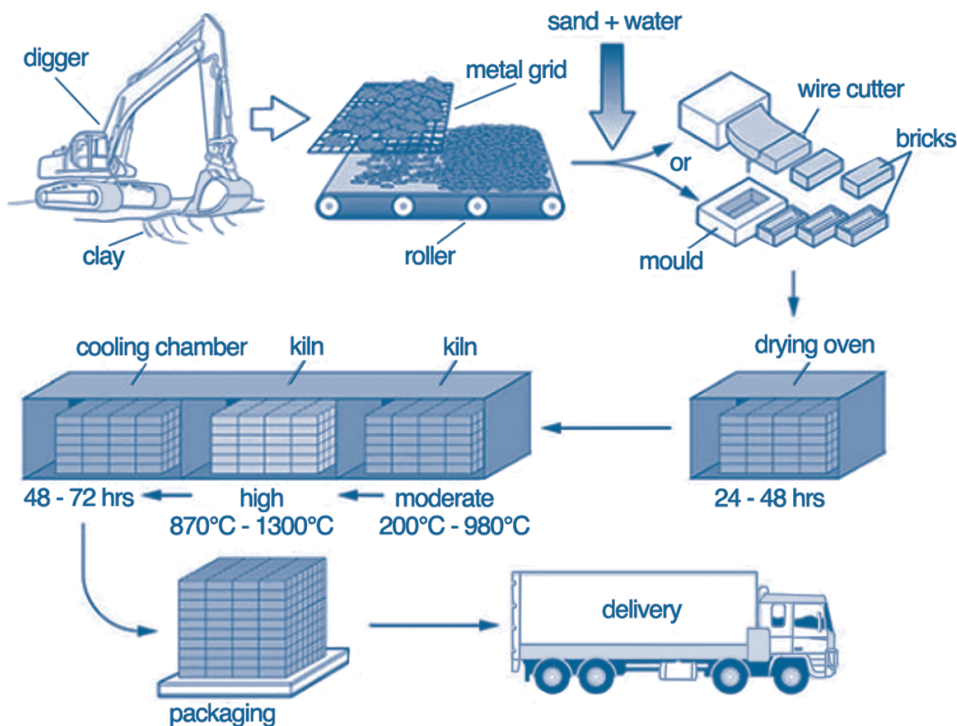 sand + water
digger
metal grid
wire cutter
bricks
or
clay
roller
mould
cooling chamber
kiln
kiln
drying oven
48 - 72 hrs
high
870°C - 1300°C
moderate
200°C - 980°C
24 - 48 hrs
packaging
delivery